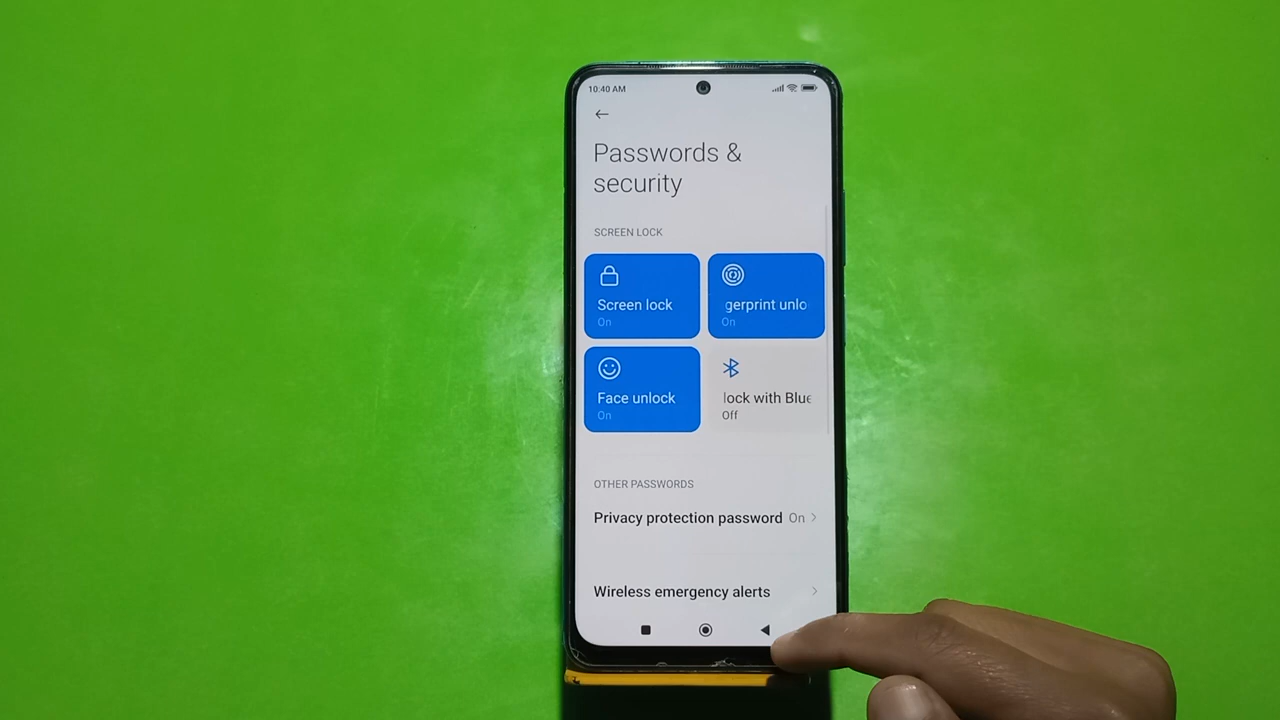 10:40 AM
Passwords &
security
SCREEN LOCK
Screen lock
On
gerprint unlo
On
Face unlock
On
lock with Blue
Off
OTHER PASSWORDS
Privacy protection password On
Wireless emergency alerts